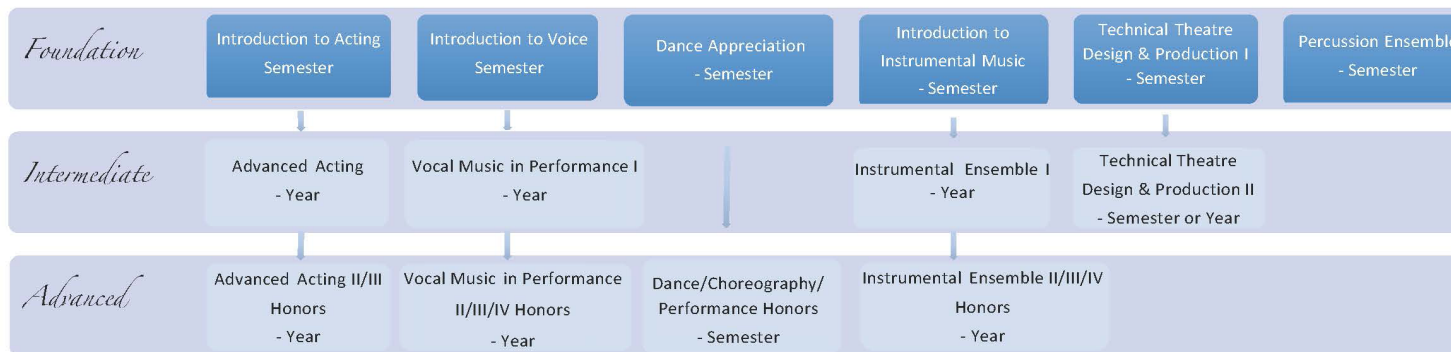 Foundation
Introduction to Acting
Semester
Introduction to Voice
Semester
Dance Appreciation
- Semester
Introduction to
Instrumental Music
- Semester
Technical Theatre
Design & Production I
- Semester
Percussion Ensemble
- Semester
Intermediate
Advanced Acting
- Year
Vocal Music in Performance I
- Year
Instrumental Ensemble I
- Year
Technical Theatre
Design & Production II
- Semester or Year
Advanced
Advanced Acting II/III
Honors
- Year
Vocal Music in Performance
II/III/IV Honors
- Year
Dance/Choreography/
Performance Honors
- Semester
Instrumental Ensemble II/III/IV
Honors
- Year